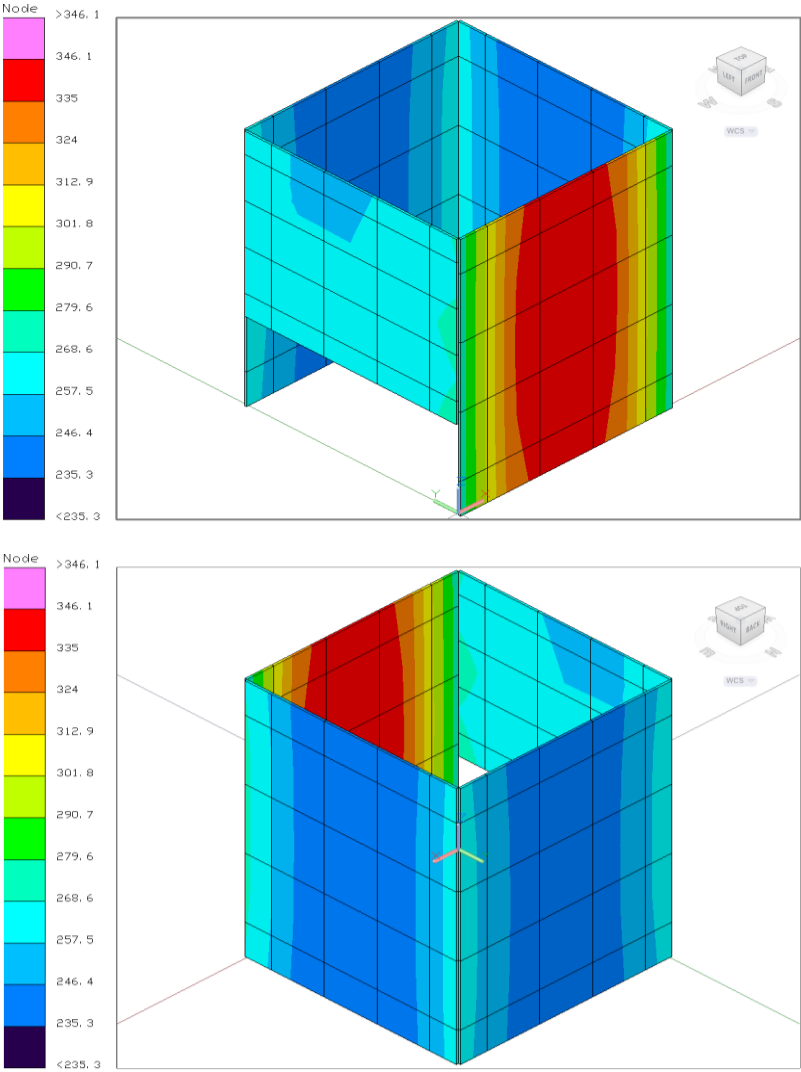 Node
>346. 1
346. 1
335
324
312. 9
301. 8
290. 7
279. 6
268. 6
257. 5
246. 4
235. 3
<235. 3
TOP
LEFT
FRONT
W
S
WCS
Y
X
Node
>346. 1
346. 1
335
324
312. 9
301. 8
290. 7
279. 6
268. 6
257. 5
246. 4
235. 3
<235. 3
TOP
RIGHT
BACK
WCS